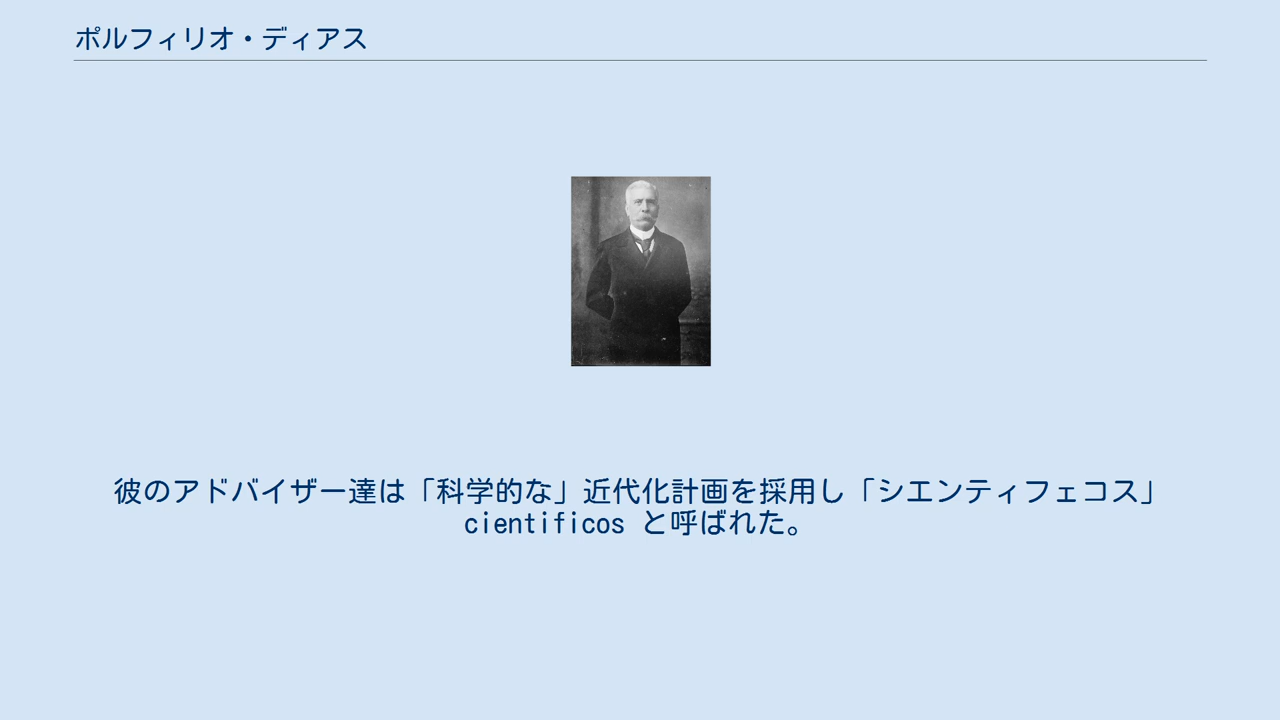 ポルフィリオ・ディアス
彼のアドバイザー達は「科学的な」近代化計画を採用し「シエンティフェコス」
cientificos と呼ばれた。